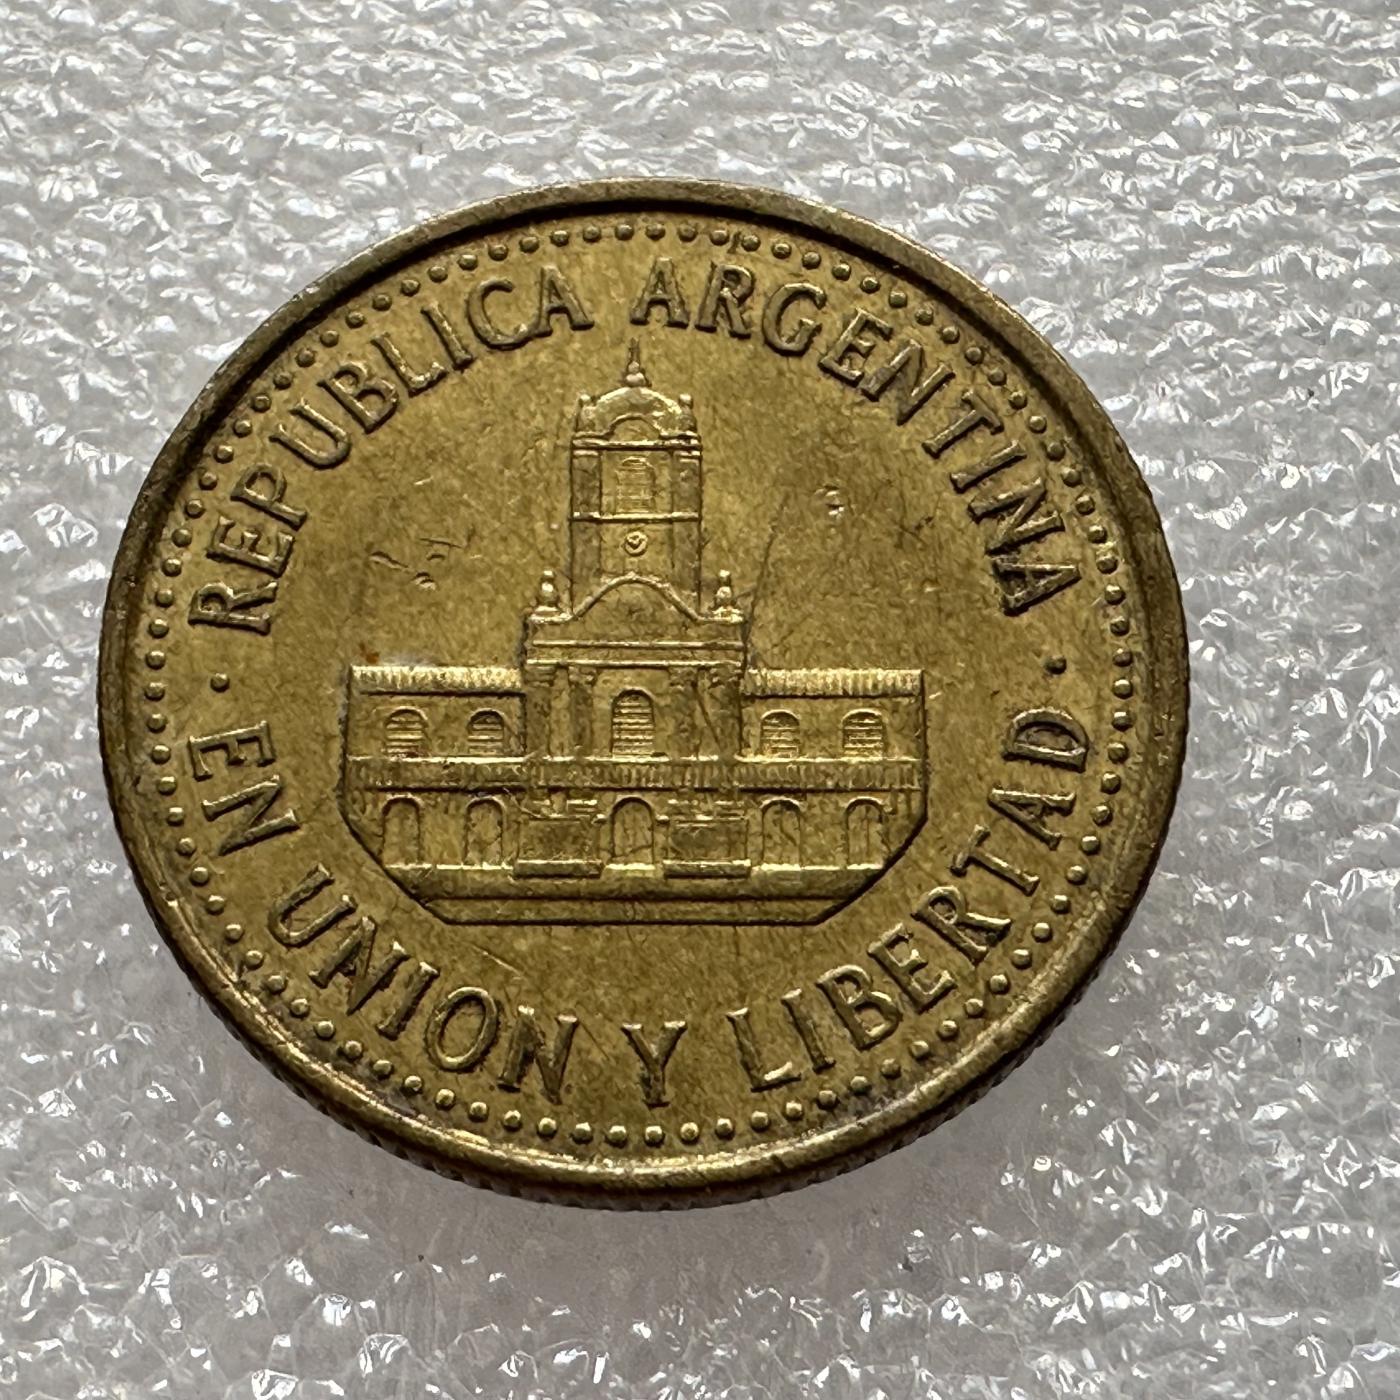 REPUBLICA ARGENTINA
· EN UNION Y LIBERTAD ·